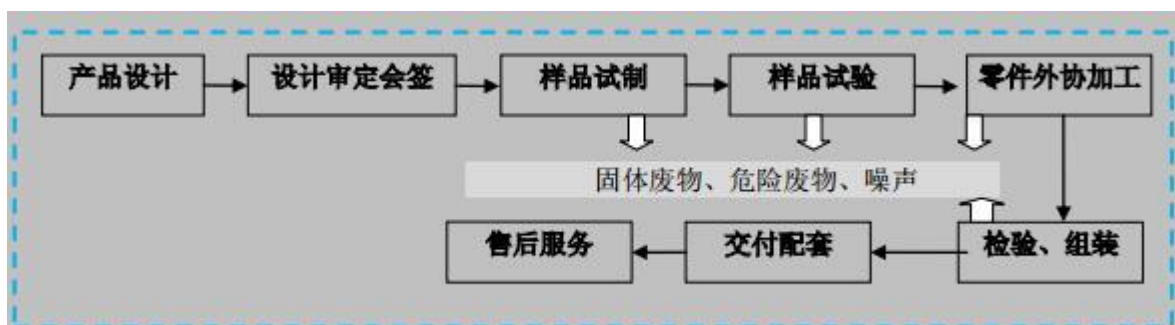 产品设计
设计审定会签
样品试制
样品试验
零件外协加工
固体废物、危险废物、噪声
售后服务
交付配套
检验、组装